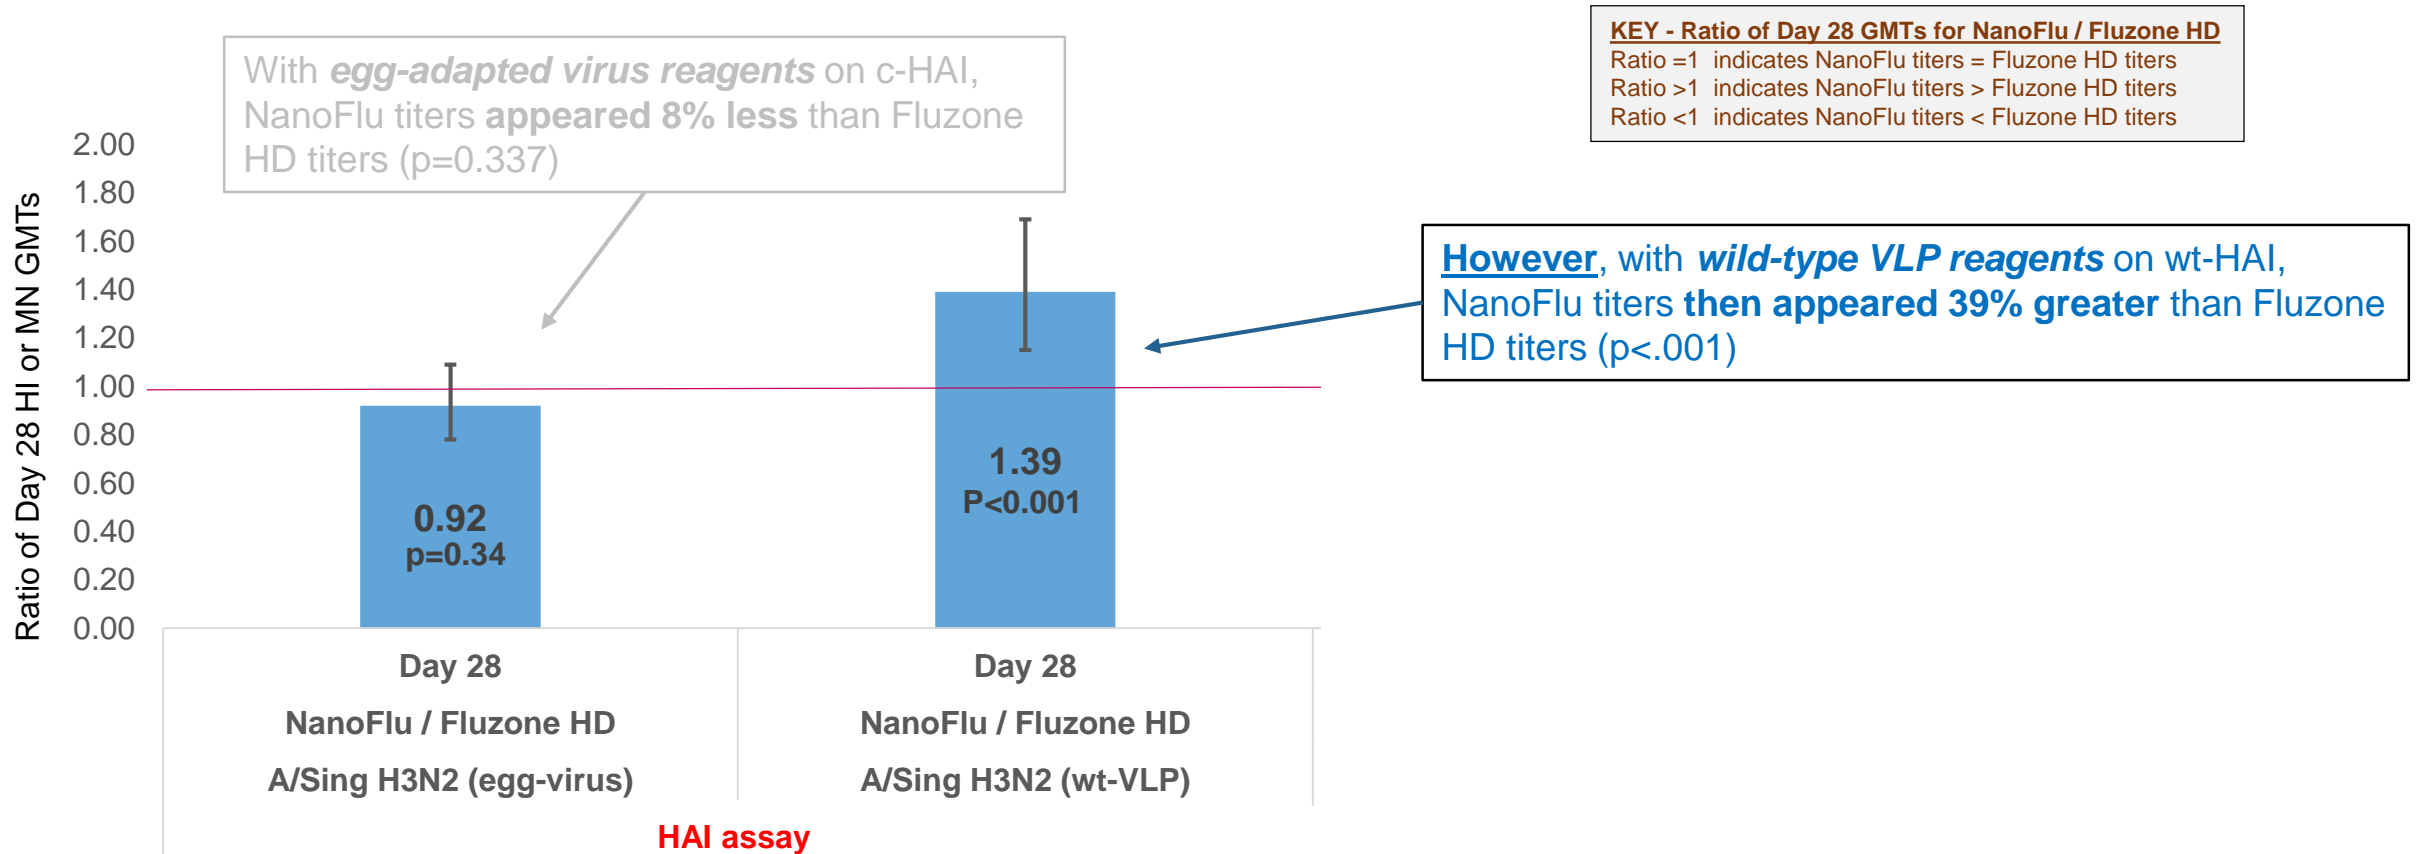 KEY - Ratio of Day 28 GMTs for NanoFlu / Fluzone HD
Ratio =1  indicates NanoFlu titers = Fluzone HD titers
Ratio >1  indicates NanoFlu titers > Fluzone HD titers
Ratio <1  indicates NanoFlu titers < Fluzone HD titers
With egg-adapted virus reagents on c-HAI,
NanoFlu titers appeared 8% less than Fluzone
HD titers (p=0.337)
However, with wild-type VLP reagents on wt-HAI,
NanoFlu titers then appeared 39% greater than Fluzone
HD titers (p<.001)
Ratio of Day 28 HI or MN GMTs
2.00
1.80
1.60
1.40
1.20
1.00
0.80
0.60
0.40
0.20
0.00
0.92
p=0.34
1.39
P<0.001
Day 28
NanoFlu / Fluzone HD
A/Sing H3N2 (egg-virus)
Day 28
NanoFlu / Fluzone HD
A/Sing H3N2 (wt-VLP)
HAI assay